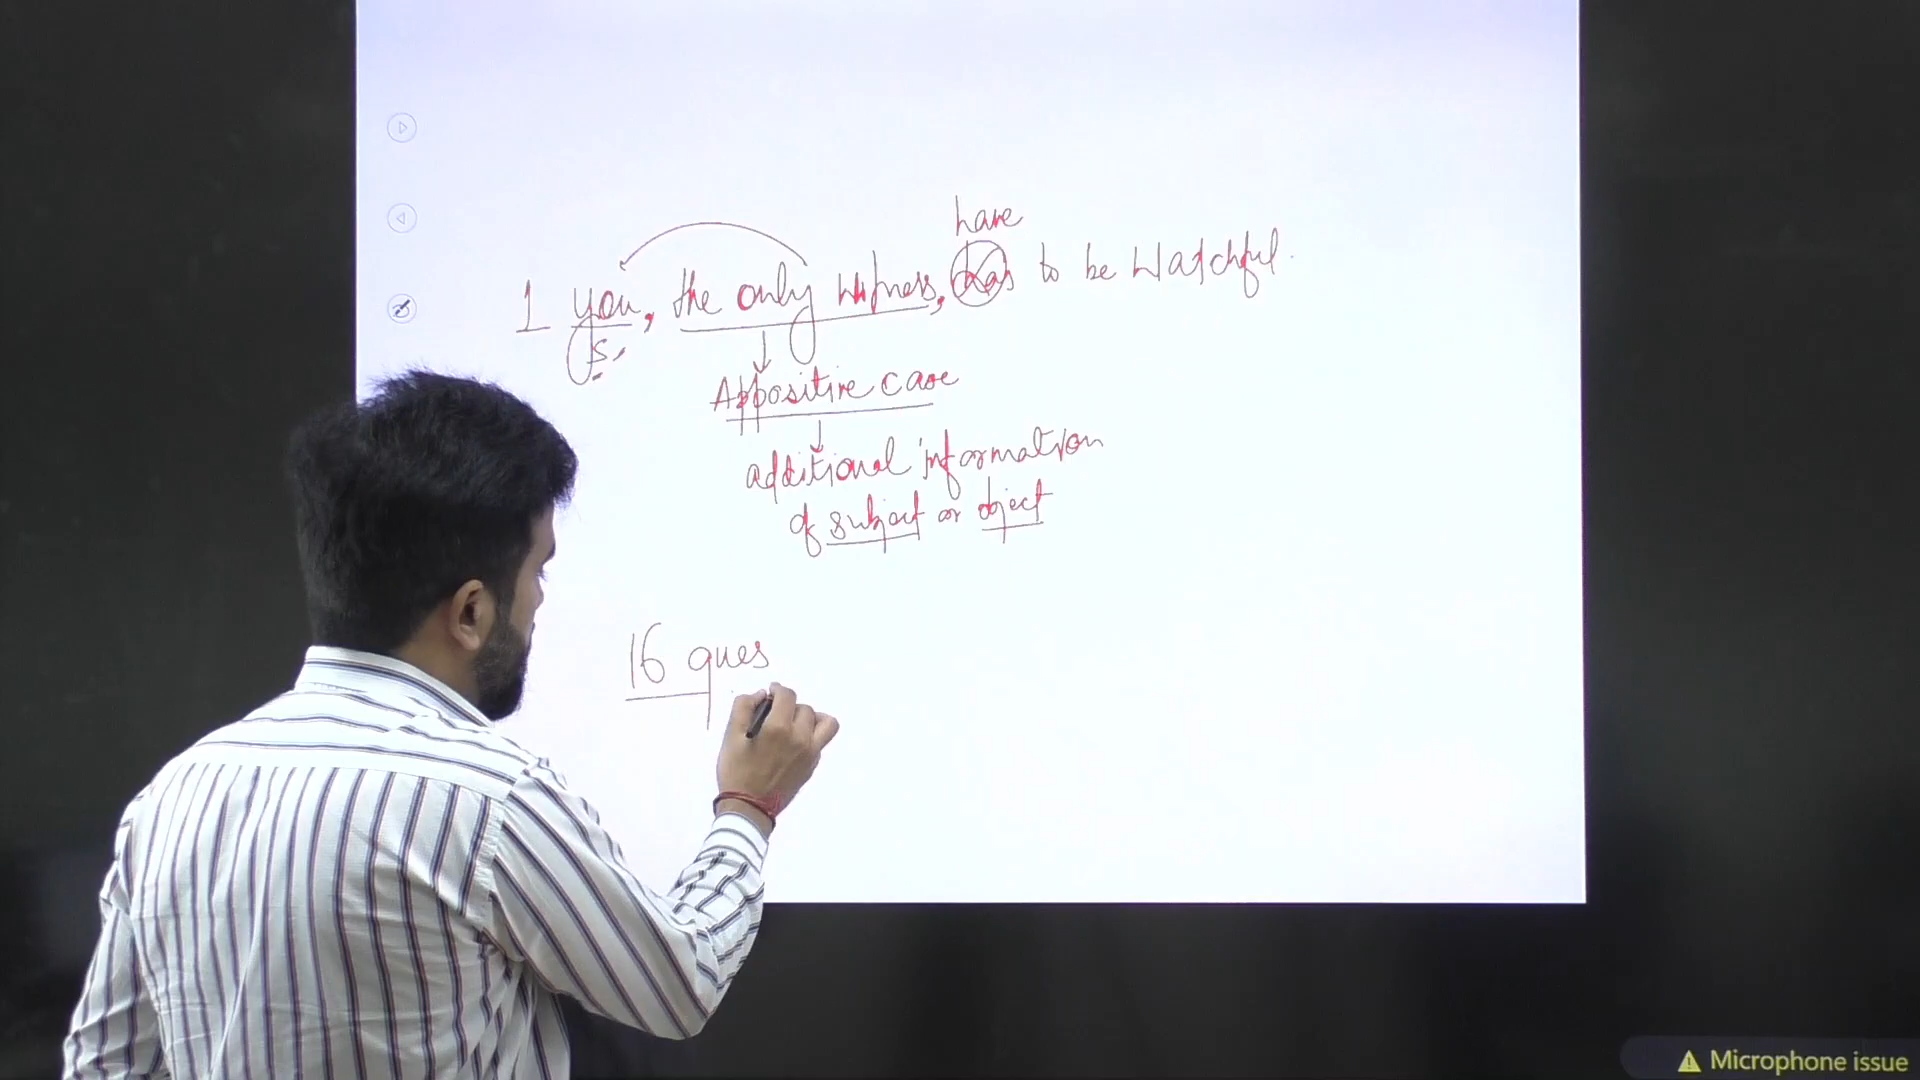 have
1 you, the only witness, has to be watchful.
S.
Appositive case
additional information
of subject or object
16 ques
Microphone issue